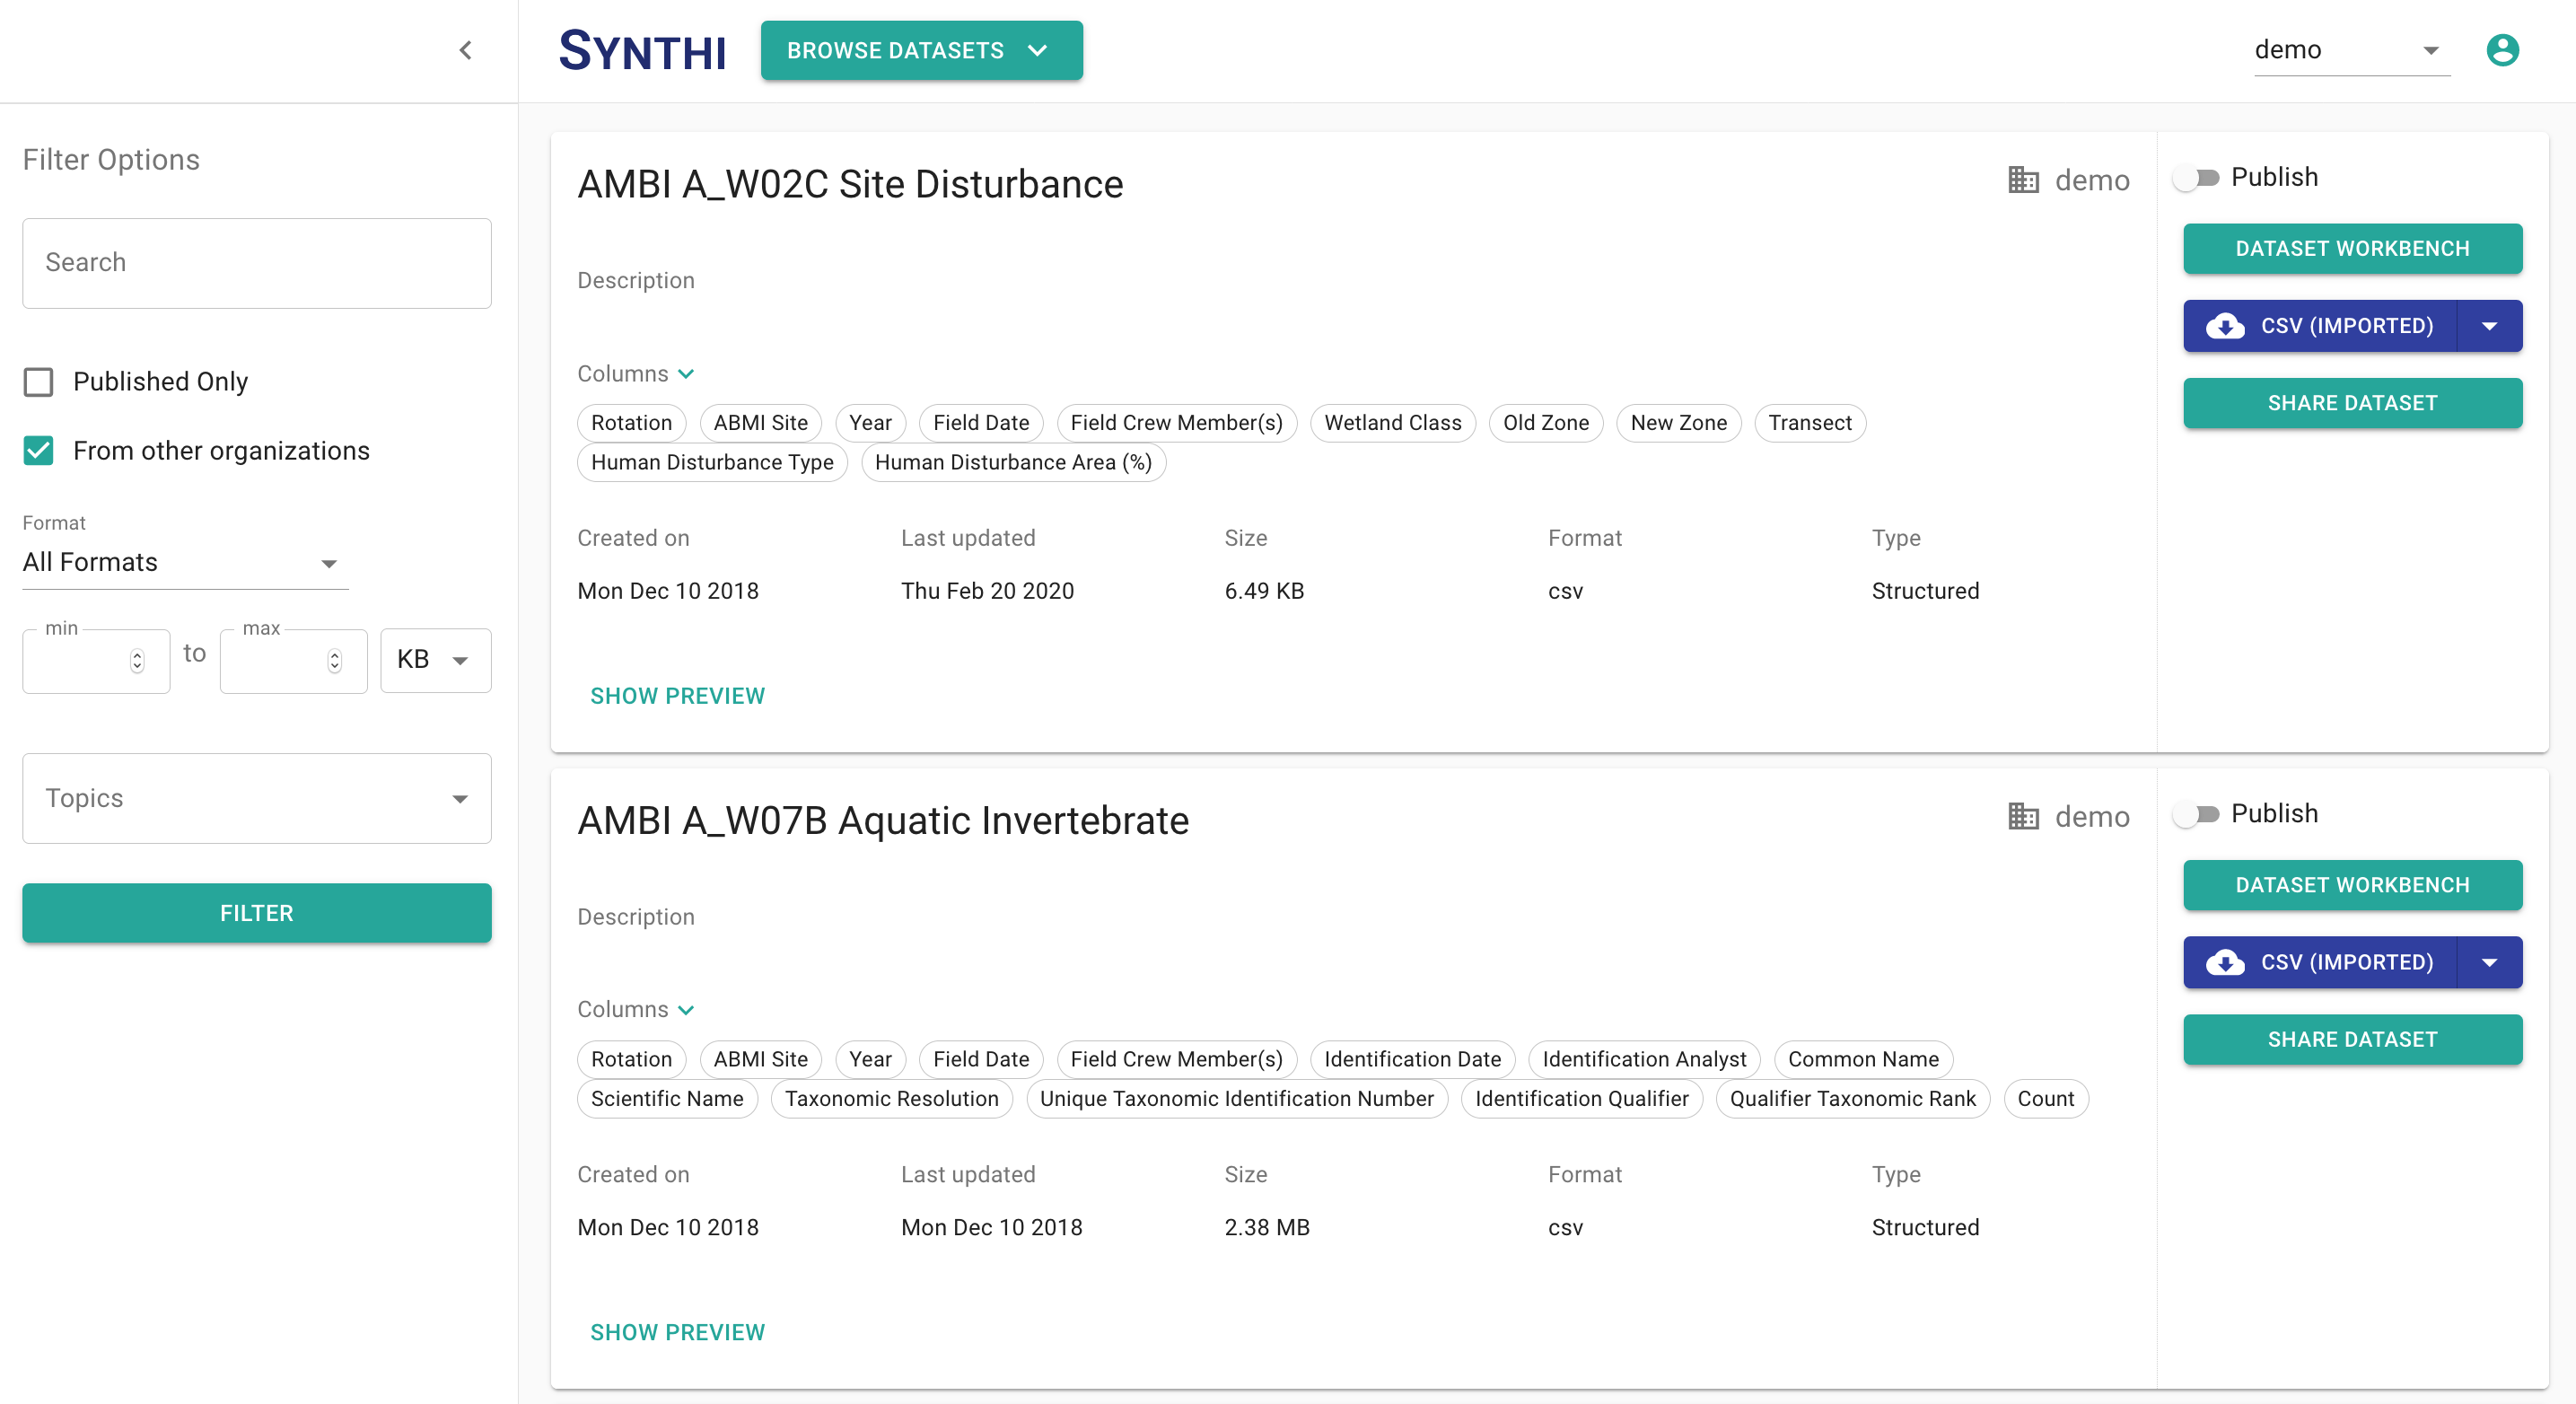 SYNTHI
BROWSE DATASETS
demo
Filter Options
Search
Published Only
From other organizations
Format
All Formats
min
to
max
KB
Topics
FILTER
AMBI A_W02C Site Disturbance
demo
Description
Columns
Rotation ABMI Site Year Field Date Field Crew Member(s) Wetland Class Old Zone New Zone Transect
Human Disturbance Type Human Disturbance Area (%)
Created on Last updated Size Format Type
Mon Dec 10 2018 Thu Feb 20 2020 6.49 KB csv Structured
SHOW PREVIEW
Publish
DATASET WORKBENCH
CSV (IMPORTED)
SHARE DATASET
AMBI A_W07B Aquatic Invertebrate
demo
Description
Columns
Rotation ABMI Site Year Field Date Field Crew Member(s) Identification Date Identification Analyst Common Name
Scientific Name Taxonomic Resolution Unique Taxonomic Identification Number Identification Qualifier Qualifier Taxonomic Rank Count
Created on Last updated Size Format Type
Mon Dec 10 2018 Mon Dec 10 2018 2.38 MB csv Structured
SHOW PREVIEW
Publish
DATASET WORKBENCH
CSV (IMPORTED)
SHARE DATASET